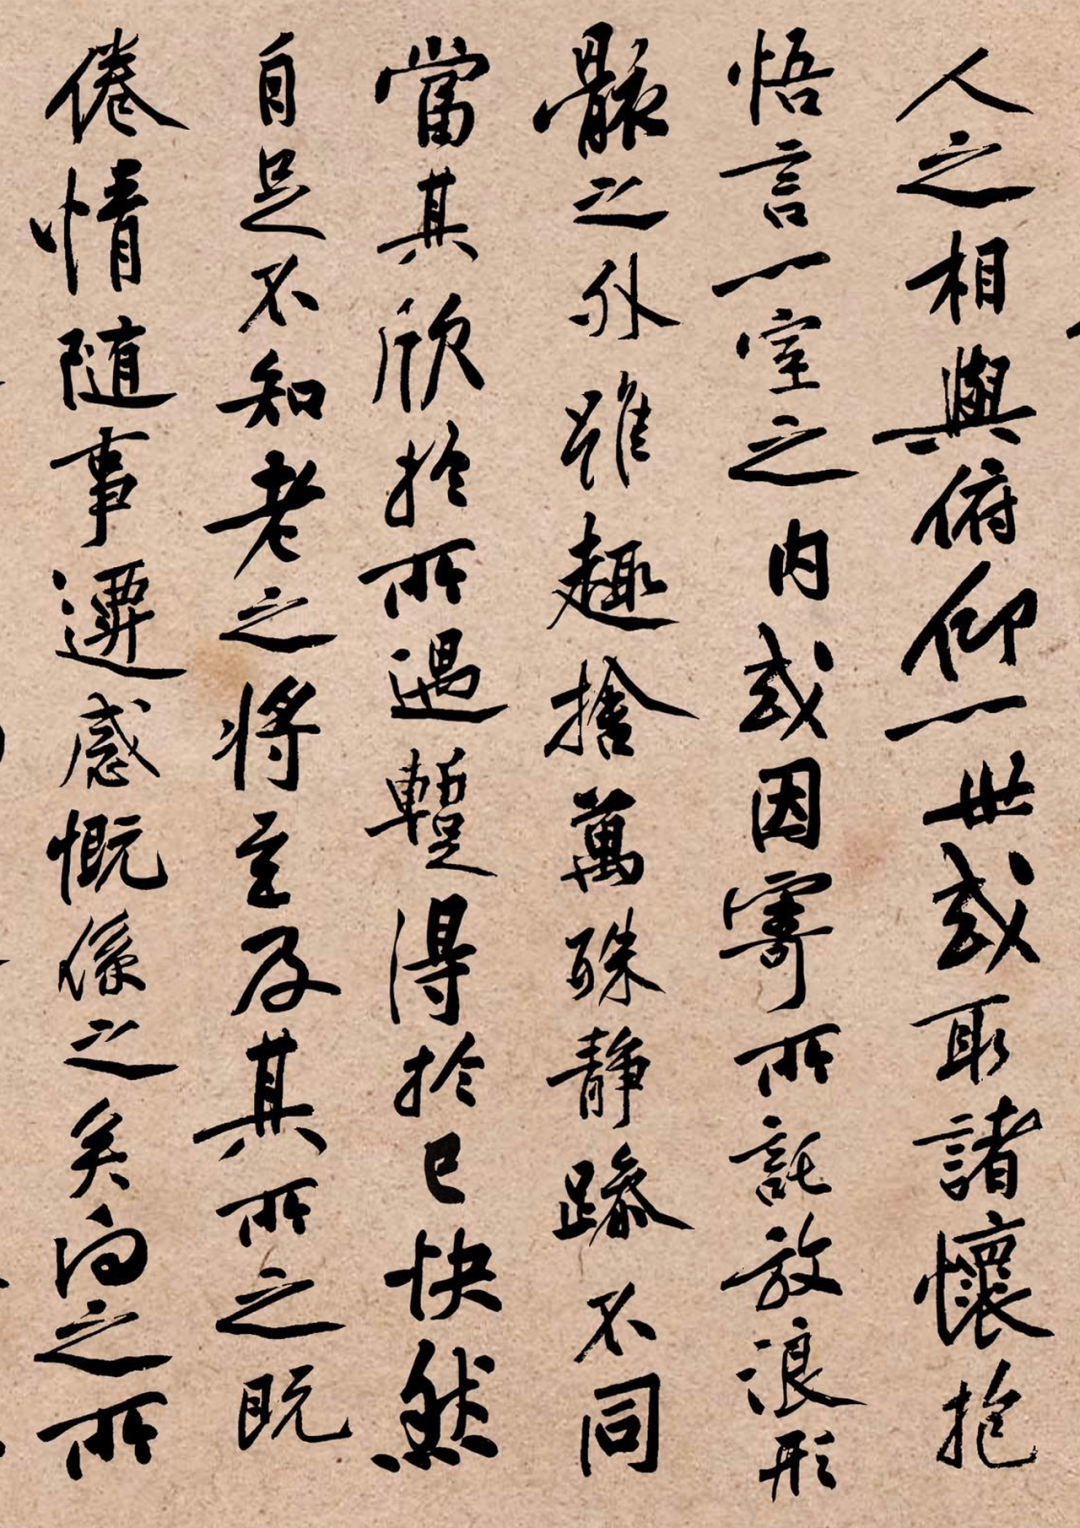 人之相與俯仰一世或取諸懷抱
悟言一室之内或因寄所託放浪形
骸之外雖趣舍萬殊静躁不同
當其欣於所遇暫得於己快然
自足不知老之將至及其所之既
倦情隨事遷感慨係之矣向之所